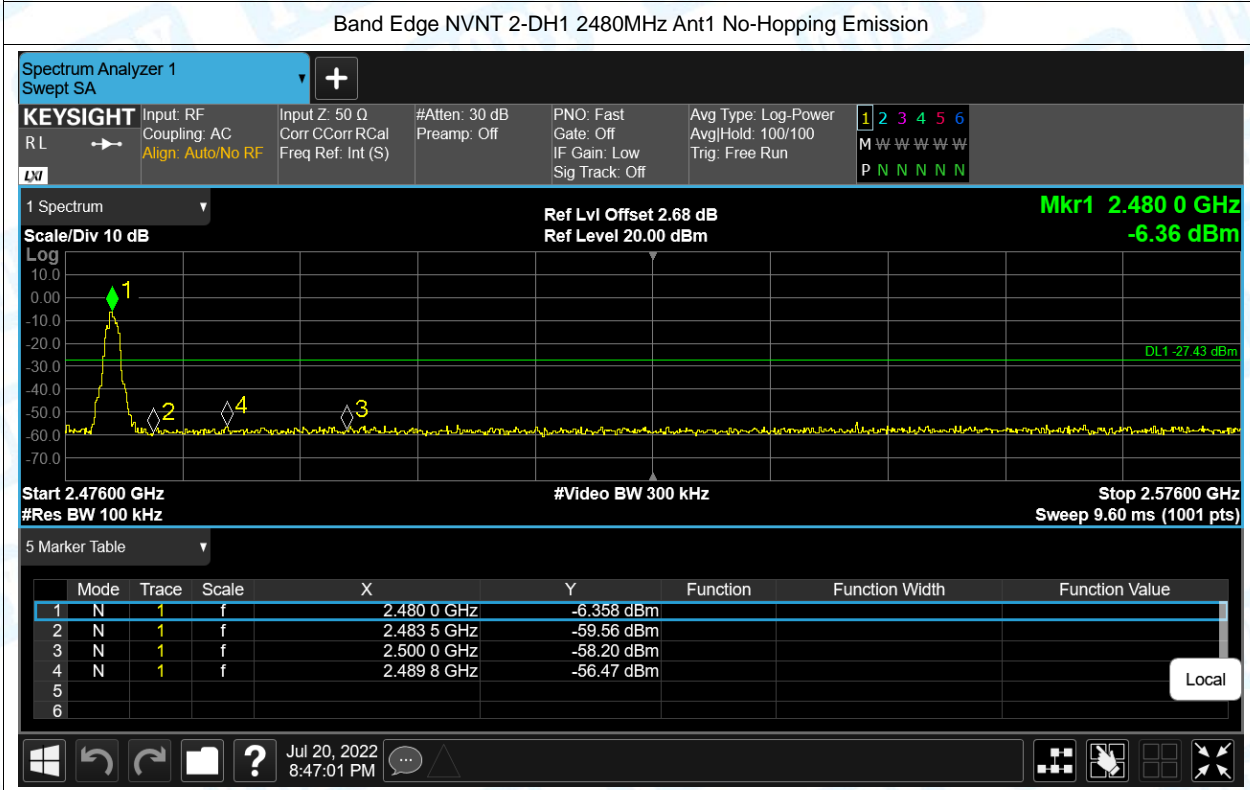 Band Edge NVNT 2-DH1 2480MHz Ant1 No-Hopping Emission
Spectrum Analyzer 1
Swept SA
KEYSIGHT
RL
LXI
Input: RF
Coupling: AC
Align: Auto/No RF
Input Z: 50 Ω
Corr CCorr RCal
Freq Ref: Int (S)
#Atten: 30 dB
Preamp: Off
PNO: Fast
Gate: Off
IF Gain: Low
Sig Track: Off
Avg Type: Log-Power
Avg|Hold: 100/100
Trig: Free Run
1 2 3 4 5 6
M W W W W W
P N N N N N
1 Spectrum
Scale/Div 10 dB
Ref Lvl Offset 2.68 dB
Ref Level 20.00 dBm
Mkr1 2.480 0 GHz
-6.36 dBm
Log
10.0
0.00
-10.0
-20.0
-30.0
-40.0
-50.0
-60.0
-70.0
1
2
4
3
DL1 -27.43 dBm
Start 2.47600 GHz
#Video BW 300 kHz
Stop 2.57600 GHz
#Res BW 100 kHz
Sweep 9.60 ms (1001 pts)
5 Marker Table
Mode Trace Scale X Y Function Function Width Function Value
1 N 1 f 2.480 0 GHz -6.358 dBm
2 N 1 f 2.483 5 GHz -59.56 dBm
3 N 1 f 2.500 0 GHz -58.20 dBm
4 N 1 f 2.489 8 GHz -56.47 dBm
5
6
Local
?
Jul 20, 2022
8:47:01 PM